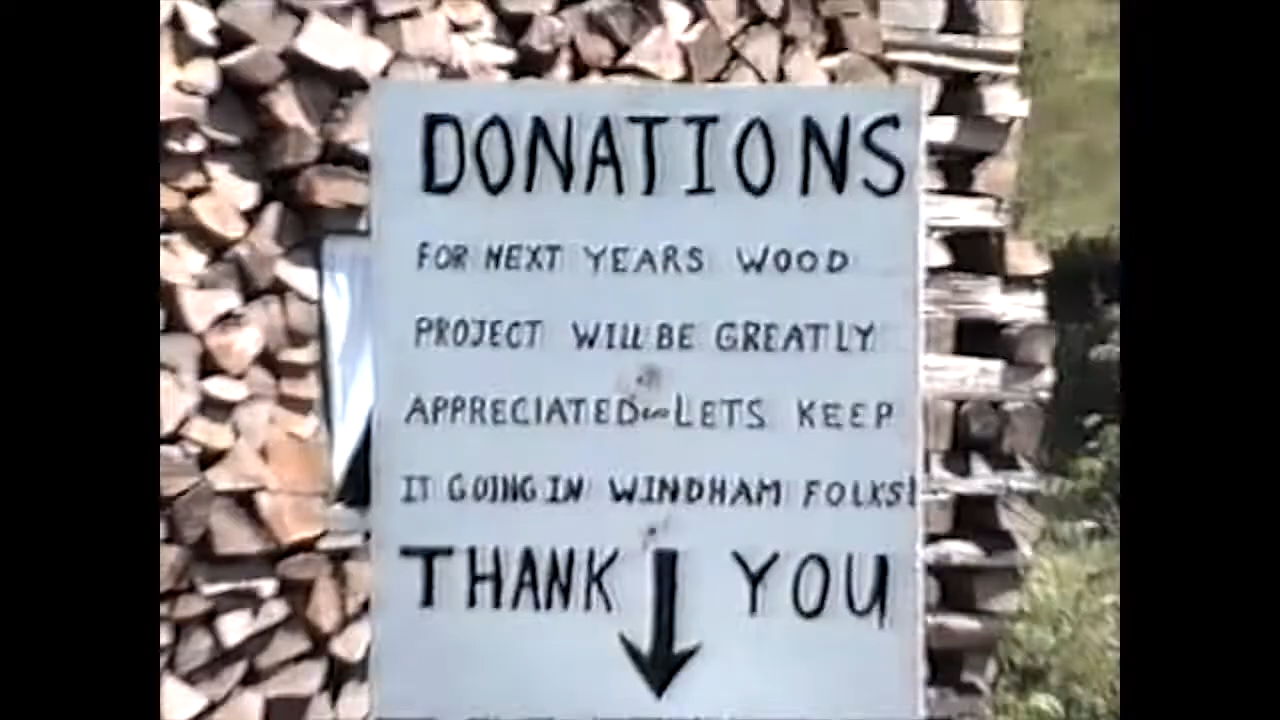 DONATIONS
FOR NEXT YEARS WOOD
PROJECT WILL BE GREATLY
APPRECIATED - LETS KEEP
IT GOING IN WINDHAM FOLKS!
THANK YOU